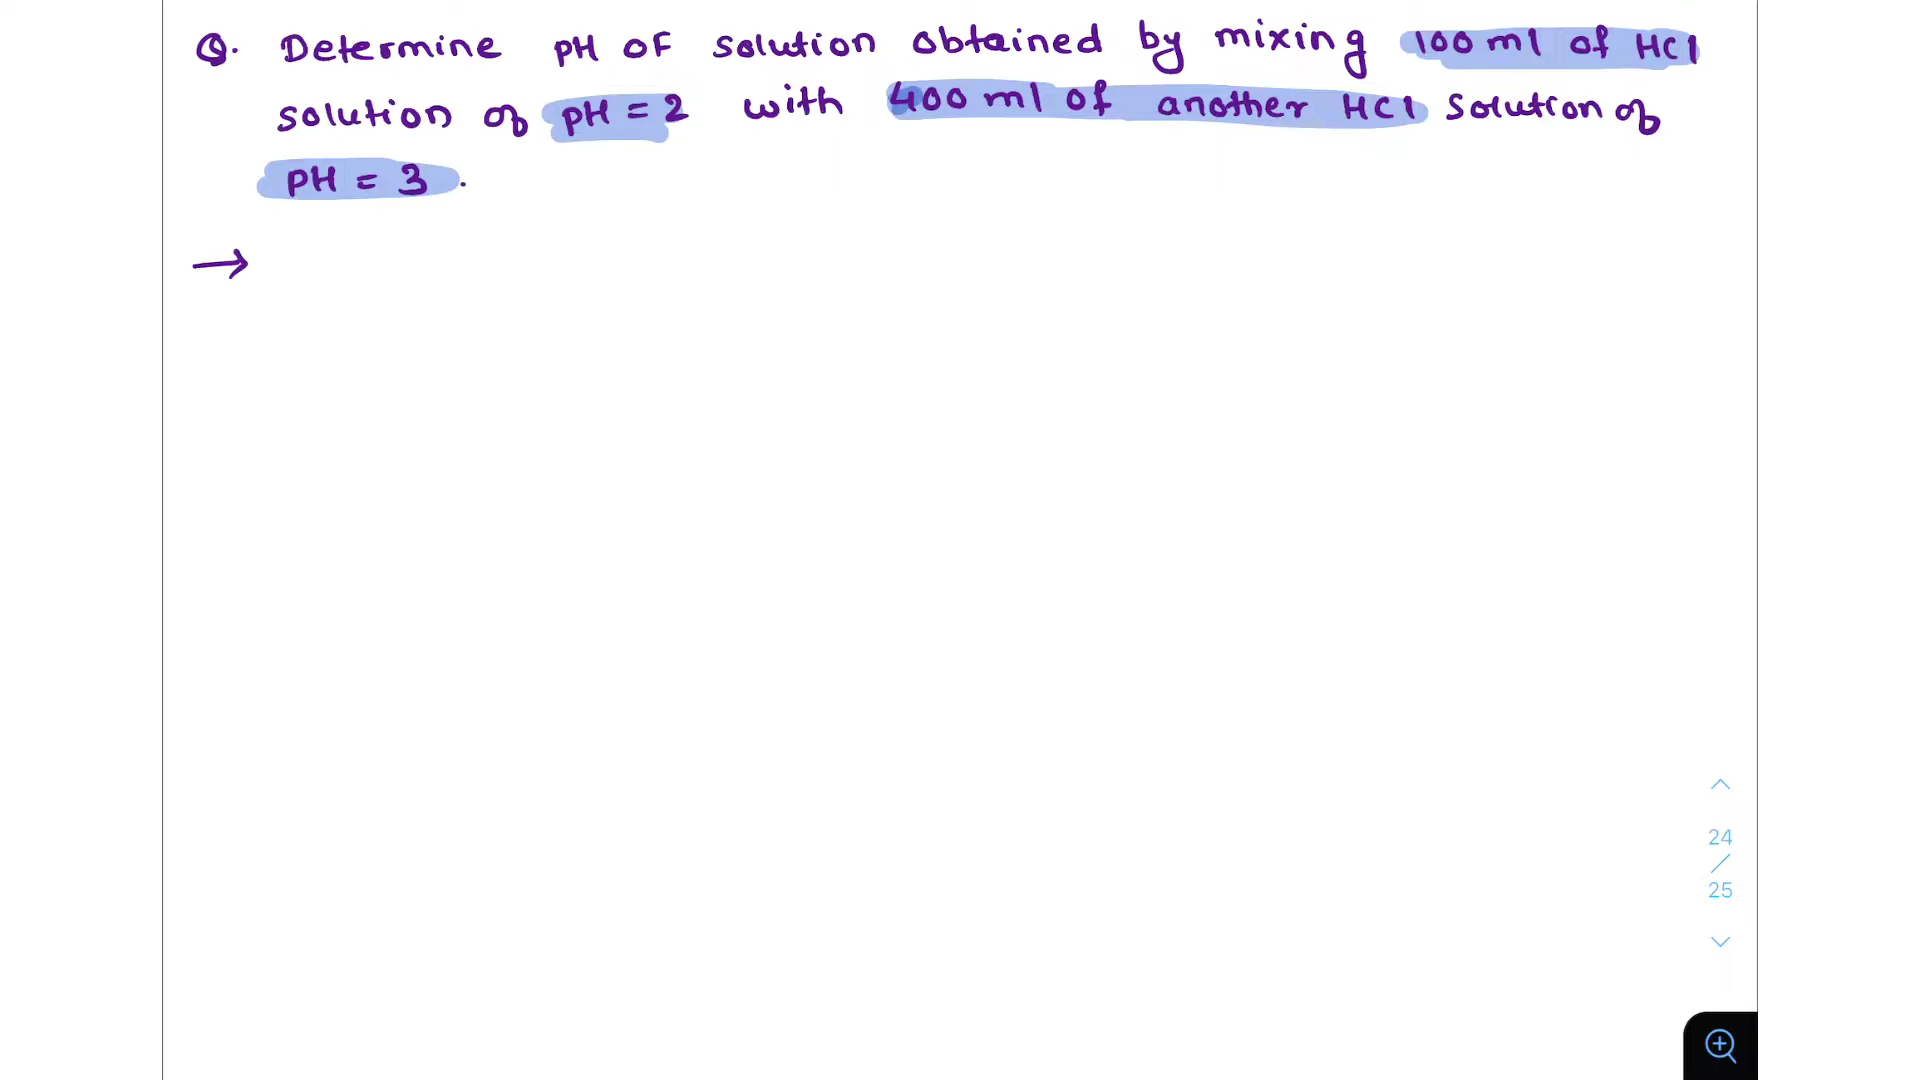 Q. Determine pH of solution obtained by mixing 100 ml of HCl
solution of pH = 2 with 400 ml of another HCl solution of
PH = 3.
→
24
/
25